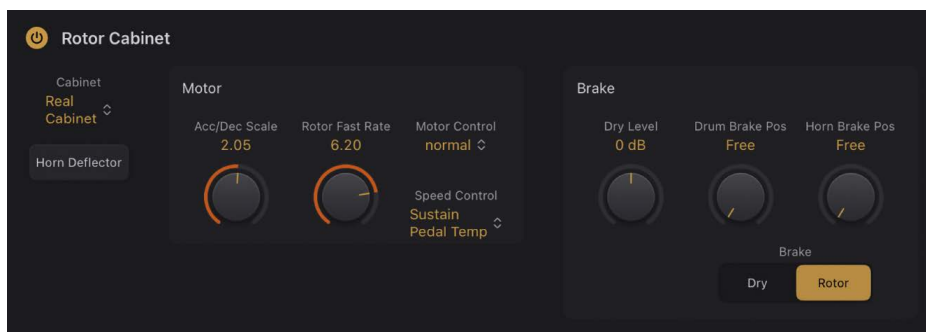 Rotor Cabinet
Cabinet
Real
Cabinet
Horn Deflector
Motor
Acc/Dec Scale
2.05
Rotor Fast Rate
6.20
Motor Control
normal
Speed Control
Sustain
Pedal Temp
Brake
Dry Level
0 dB
Drum Brake Pos
Free
Horn Brake Pos
Free
Brake
Dry
Rotor